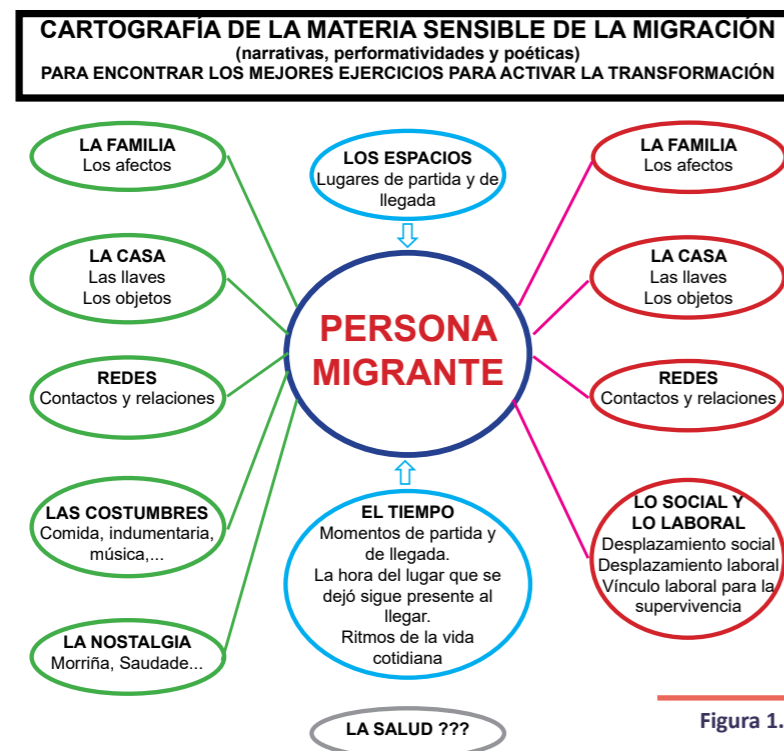 CARTOGRAFÍA DE LA MATERIA SENSIBLE DE LA MIGRACIÓN
(narrativas, performatividades y poéticas)
PARA ENCONTRAR LOS MEJORES EJERCICIOS PARA ACTIVAR LA TRANSFORMACIÓN
LA FAMILIA
Los afectos
LA CASA
Las llaves
Los objetos
REDES
Contactos y relaciones
LAS COSTUMBRES
Comida, indumentaria,
música,...
LA NOSTALGIA
Morriña, Saudade...
LOS ESPACIOS
Lugares de partida y de
llegada
PERSONA
MIGRANTE
EL TIEMPO
Momentos de partida y
de llegada.
La hora del lugar que se
dejó sigue presente al
llegar.
Ritmos de la vida
cotidiana
LA SALUD ???
LA FAMILIA
Los afectos
LA CASA
Las llaves
Los objetos
REDES
Contactos y relaciones
LO SOCIAL Y
LO LABORAL
Desplazamiento social
Desplazamiento laboral
Vínculo laboral para la
supervivencia
Figura 1.